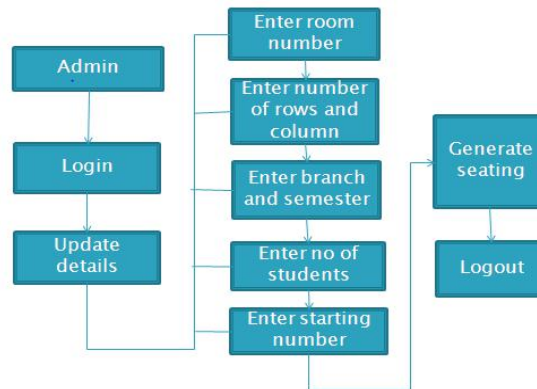 Admin
Login
Update
details
Enter room
number
Enter number
of rows and
column
Enter branch
and semester
Enter no of
students
Enter starting
number
Generate
seating
Logout